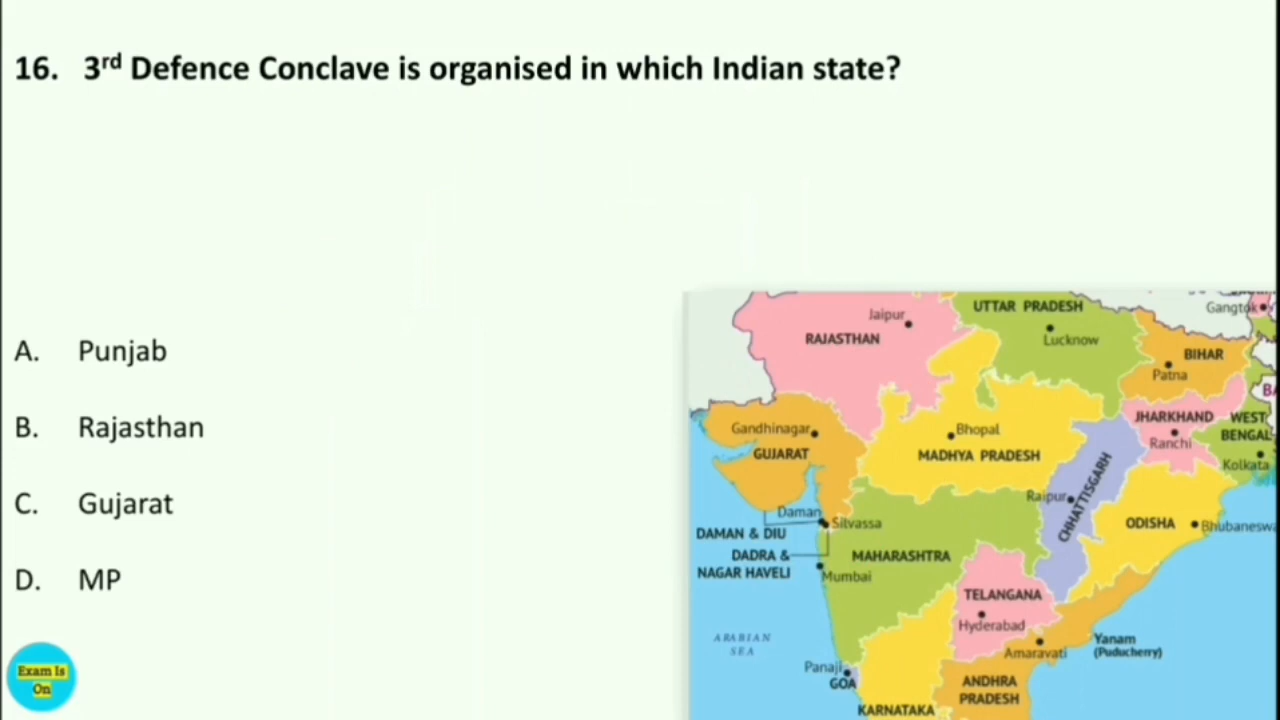 16. 3rd Defence Conclave is organised in which Indian state?
A. Punjab
B. Rajasthan
C. Gujarat
D. MP
Exam Is
On
UTTAR PRADESH
Gangtok
Jaipur
RAJASTHAN
Lucknow
BIHAR
Patna
JHARKHAND
WEST
BENGAL
Ranchi
Kolkata
Gandhinagar
GUJARAT
Bhopal
MADHYA PRADESH
Raipur
CHHATTISGARH
Daman
Silvassa
DAMAN & DIU
DADRA &
NAGAR HAVELI
MAHARASHTRA
Mumbai
ODISHA
Bhubaneswa
TELANGANA
Hyderabad
ARABIAN
SEA
Amaravati
Yanam
(Puducherry)
Panaji
GOA
KARNATAKA
ANDHRA
PRADESH